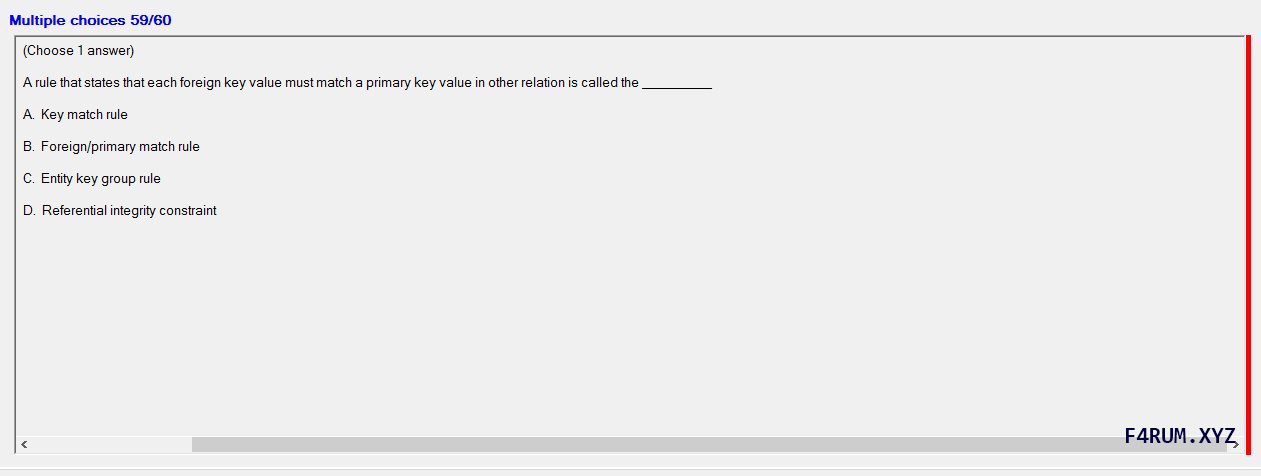 Multiple choices 59/60
(Choose 1 answer)
A rule that states that each foreign key value must match a primary key value in other relation is called the __________
A. Key match rule
B. Foreign/primary match rule
C. Entity key group rule
D. Referential integrity constraint
F4RUM.XYZ